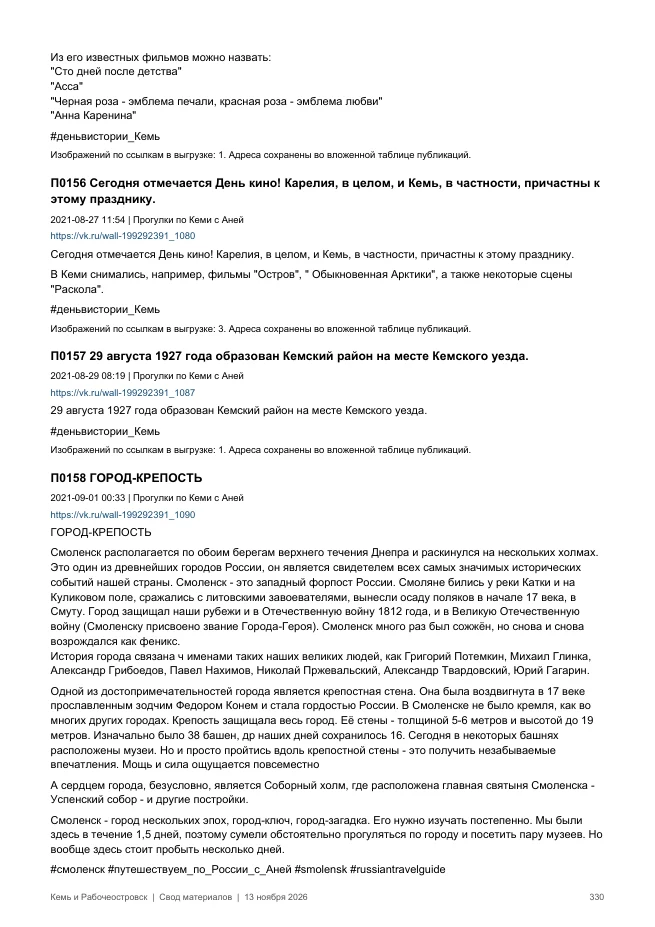 Из его известных фильмов можно назвать:
"Сто дней после детства"
"Асса"
"Черная роза - эмблема печали, красная роза - эмблема любви"
"Анна Каренина"
#деньвистории_Кемь
Изображений по ссылкам в выгрузке: 1. Адреса сохранены во вложенной таблице публикаций.
П0156 Сегодня отмечается День кино! Карелия, в целом, и Кемь, в частности, причастны к
этому празднику.
2021-08-27 11:54 | Прогулки по Кеми с Аней
https://vk.ru/wall-199292391_1080
Сегодня отмечается День кино! Карелия, в целом, и Кемь, в частности, причастны к этому празднику.
В Кеми снимались, например, фильмы "Остров", " Обыкновенная Арктики", а также некоторые сцены
"Раскола".
#деньвистории_Кемь
Изображений по ссылкам в выгрузке: 3. Адреса сохранены во вложенной таблице публикаций.
П0157 29 августа 1927 года образован Кемский район на месте Кемского уезда.
2021-08-29 08:19 | Прогулки по Кеми с Аней
https://vk.ru/wall-199292391_1087
29 августа 1927 года образован Кемский район на месте Кемского уезда.
#деньвистории_Кемь
Изображений по ссылкам в выгрузке: 1. Адреса сохранены во вложенной таблице публикаций.
П0158 ГОРОД-КРЕПОСТЬ
2021-09-01 00:33 | Прогулки по Кеми с Аней
https://vk.ru/wall-199292391_1090
ГОРОД-КРЕПОСТЬ
Смоленск располагается по обоим берегам верхнего течения Днепра и раскинулся на нескольких холмах.
Это один из древнейших городов России, он является свидетелем всех самых значимых исторических
событий нашей страны. Смоленск - это западный форпост России. Смоляне бились у реки Катки и на
Куликовом поле, сражались с литовскими завоевателями, вынесли осаду поляков в начале 17 века, в
Смуту. Город защищал наши рубежи и в Отечественную войну 1812 года, и в Великую Отечественную
войну (Смоленску присвоено звание Города-Героя). Смоленск много раз был сожжён, но снова и снова
возрождался как феникс.
История города связана ч именами таких наших великих людей, как Григорий Потемкин, Михаил Глинка,
Александр Грибоедов, Павел Нахимов, Николай Пржевальский, Александр Твардовский, Юрий Гагарин.
Одной из достопримечательностей города является крепостная стена. Она была воздвигнута в 17 веке
прославленным зодчим Федором Конем и стала гордостью России. В Смоленске не было кремля, как во
многих других городах. Крепость защищала весь город. Её стены - толщиной 5-6 метров и высотой до 19
метров. Изначально было 38 башен, др наших дней сохранилось 16. Сегодня в некоторых башнях
расположены музеи. Но и просто пройтись вдоль крепостной стены - это получить незабываемые
впечатления. Мощь и сила ощущается повсеместно
А сердцем города, безусловно, является Соборный холм, где расположена главная святыня Смоленска -
Успенский собор - и другие постройки.
Смоленск - город нескольких эпох, город-ключ, город-загадка. Его нужно изучать постепенно. Мы были
здесь в течение 1,5 дней, поэтому сумели обстоятельно прогуляться по городу и посетить пару музеев. Но
вообще здесь стоит пробыть несколько дней.
#смоленск #путешествуем_по_России_с_Аней #smolensk #russiantravelguide
Кемь и Рабочеостровск | Свод материалов | 13 ноября 2026
330